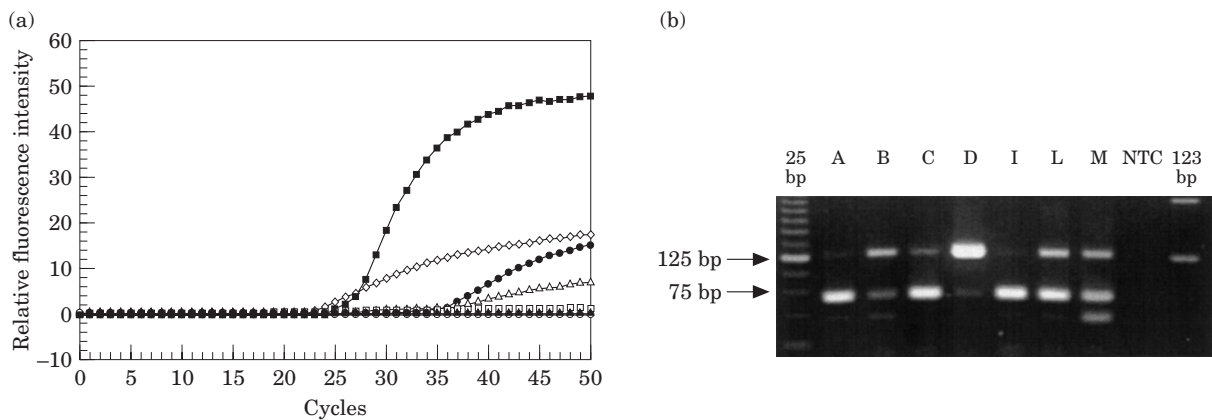 (a)
60
50
40
30
20
10
0
−10
Relative fluorescence intensity
0 5 10 15 20 25 30 35 40 45 50
Cycles
(b)
25 bp A B C D I L M NTC 123 bp
125 bp
75 bp